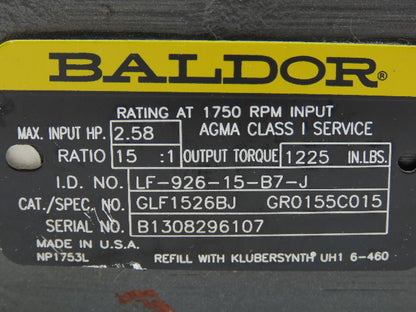 BALDOR®
RATING AT 1750 RPM INPUT
MAX. INPUT HP. 2.58 AGMA CLASS I SERVICE
RATIO 15 :1 OUTPUT TORQUE 1225 IN.LBS.
I.D. NO. LF-926-15-B7-J
CAT./SPEC. NO. GLF1526BJ GR0155C015
SERIAL NO. B1308296107
MADE IN U.S.A.
NP1753L REFILL WITH KLUBERSYNTH UH1 6-460